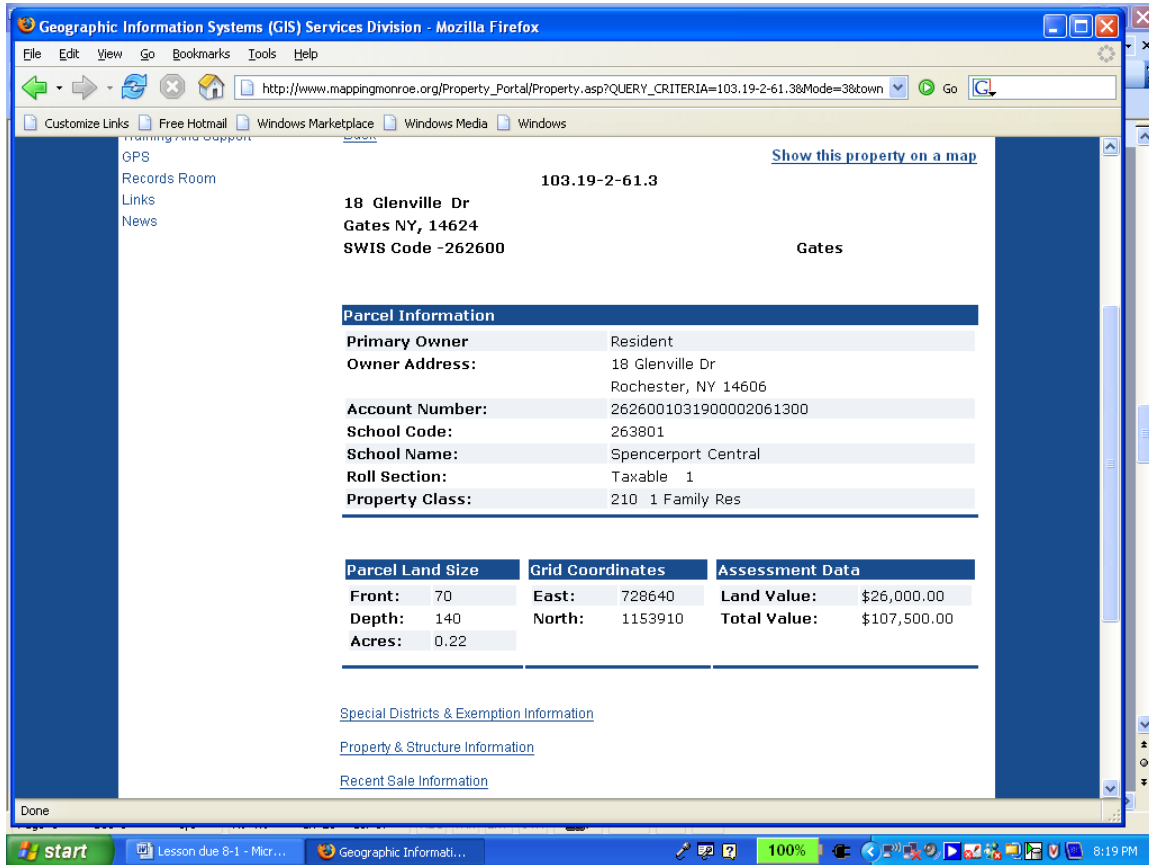 Geographic Information Systems (GIS) Services Division - Mozilla Firefox
File Edit View Go Bookmarks Tools Help
http://www.mappingmonroe.org/Property_Portal/Property.asp?QUERY_CRITERIA=103.19-2-61.3&Mode=3&town Go G
Customize Links Free Hotmail Windows Marketplace Windows Media Windows
Training And Support Back
GPS
Show this property on a map
Records Room
103.19-2-61.3
Links
18 Glenville Dr
News
Gates NY, 14624
SWIS Code -262600 Gates
Parcel Information
Primary Owner Resident
Owner Address: 18 Glenville Dr
Rochester, NY 14606
Account Number: 2626001031900002061300
School Code: 263801
School Name: Spencerport Central
Roll Section: Taxable 1
Property Class: 210 1 Family Res
Parcel Land Size Grid Coordinates Assessment Data
Front: 70 East: 728640 Land Value: $26,000.00
Depth: 140 North: 1153910 Total Value: $107,500.00
Acres: 0.22
Special Districts & Exemption Information
Property & Structure Information
Recent Sale Information
Done
start Lesson due 8-1 - Micr... Geographic Informati... 100% 8:19 PM